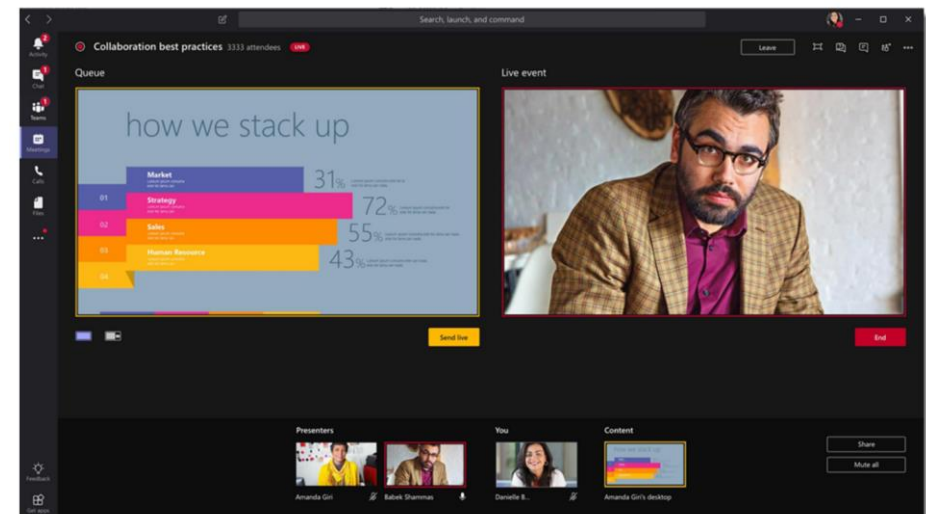 Search, launch, and command
2
Activity
Collaboration best practices 3333 attendees LIVE
Leave
1
Chat
Queue
Live event
1
Teams
Meetings
Calls
Files
how we stack up
Market
31%
01
Strategy
72%
02
Sales
55%
03
Human Resource
43%
04
Send live
End
Presenters
You
Content
Share
Mute all
Amanda Giri
Babek Shammas
Danielle B...
Amanda Giri's desktop
Feedback
Get apps